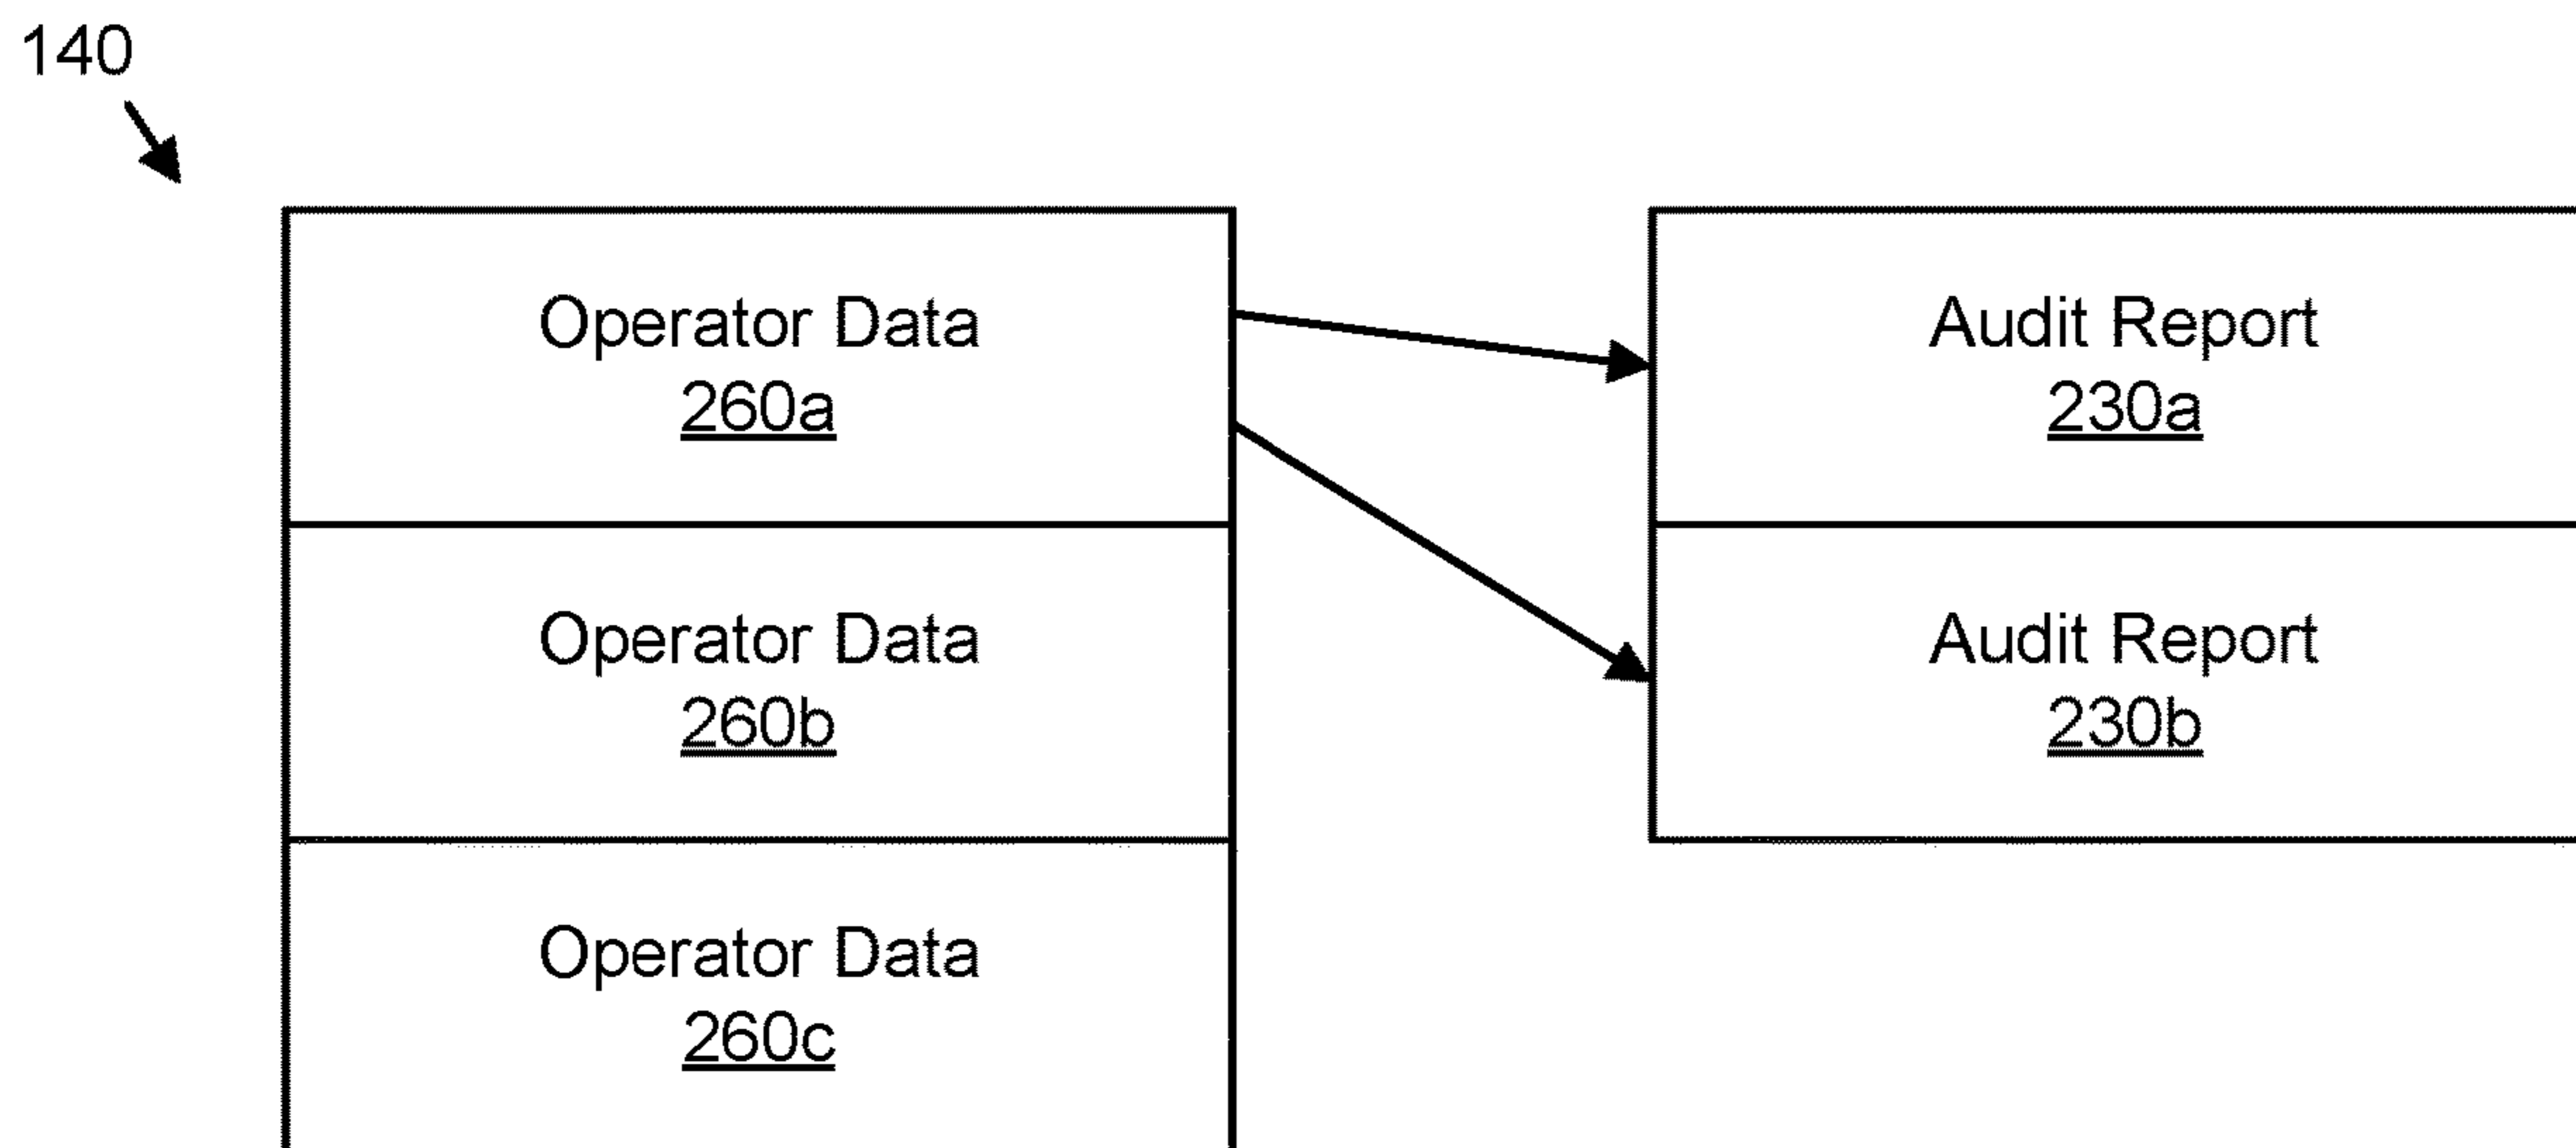 140
Operator Data
260a
Audit Report
230a
Operator Data
260b
Audit Report
230b
Operator Data
260c